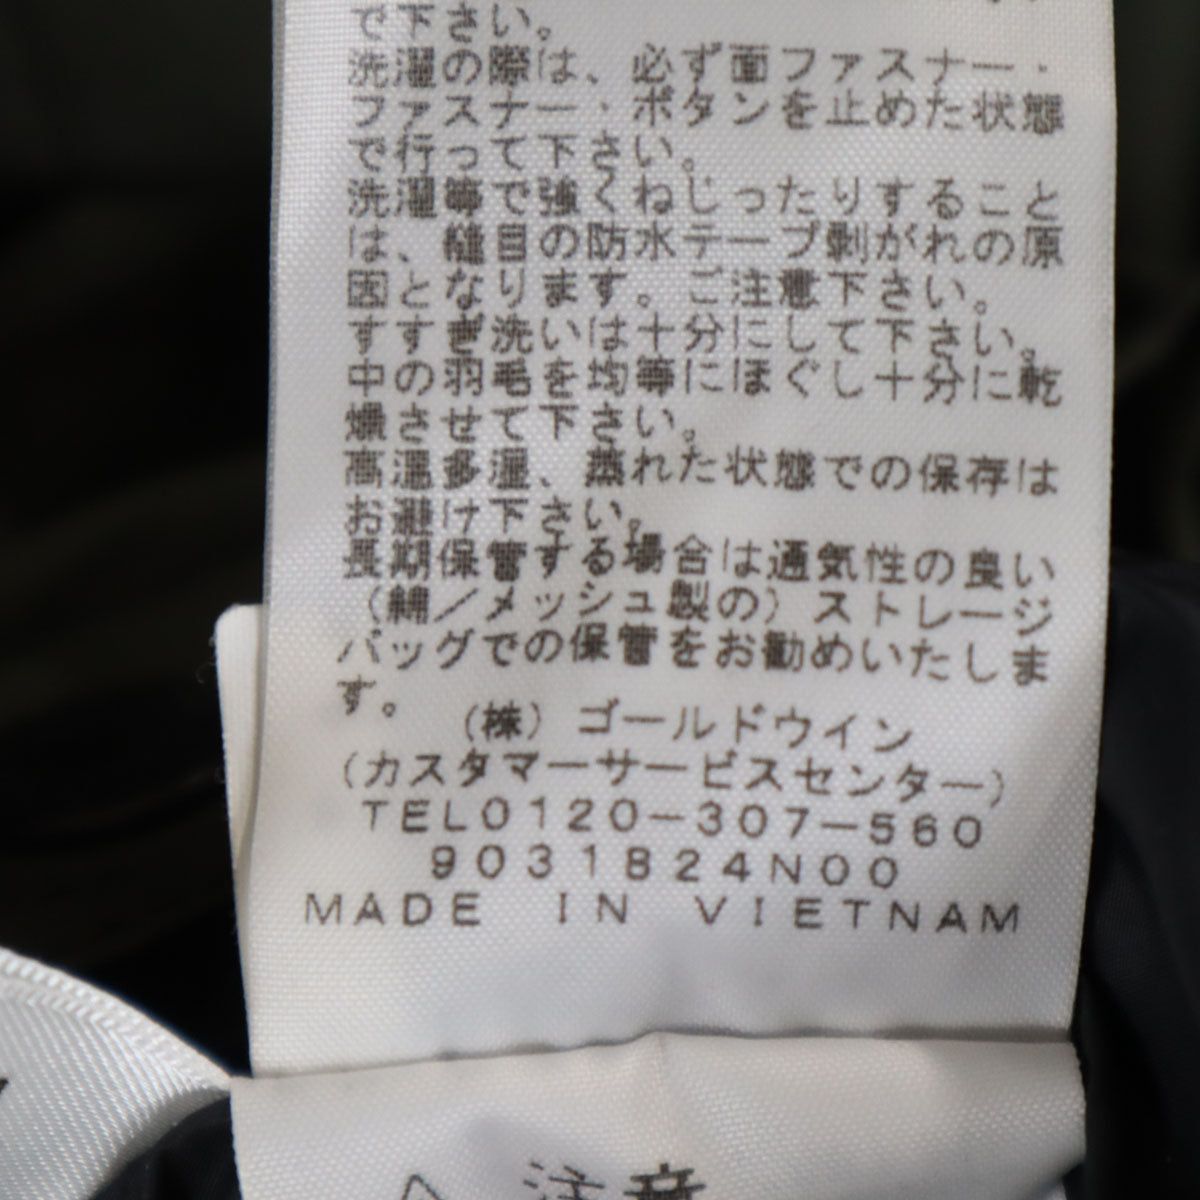 で下さい。
洗濯の際は、必ず面ファスナー・
ファスナー・ボタンを止めた状態
で行って下さい。
洗濯等で強くねじったりすること
は、縫目の防水テープ剥がれの原
因となります。ご注意下さい。
すすぎ洗いは十分にして下さい。
中の羽毛を均等にほぐし十分に乾
燥させて下さい。
高温多湿、蒸れた状態での保存は
お避け下さい。
長期保管する場合は通気性の良い
(綿/メッシュ製の)ストレージ
バッグでの保管をお勧めいたしま
す。
(株)ゴールドウイン
(カスタマーサービスセンター)
TEL0120-307-560
9031824N00
MADE IN VIETNAM
注意